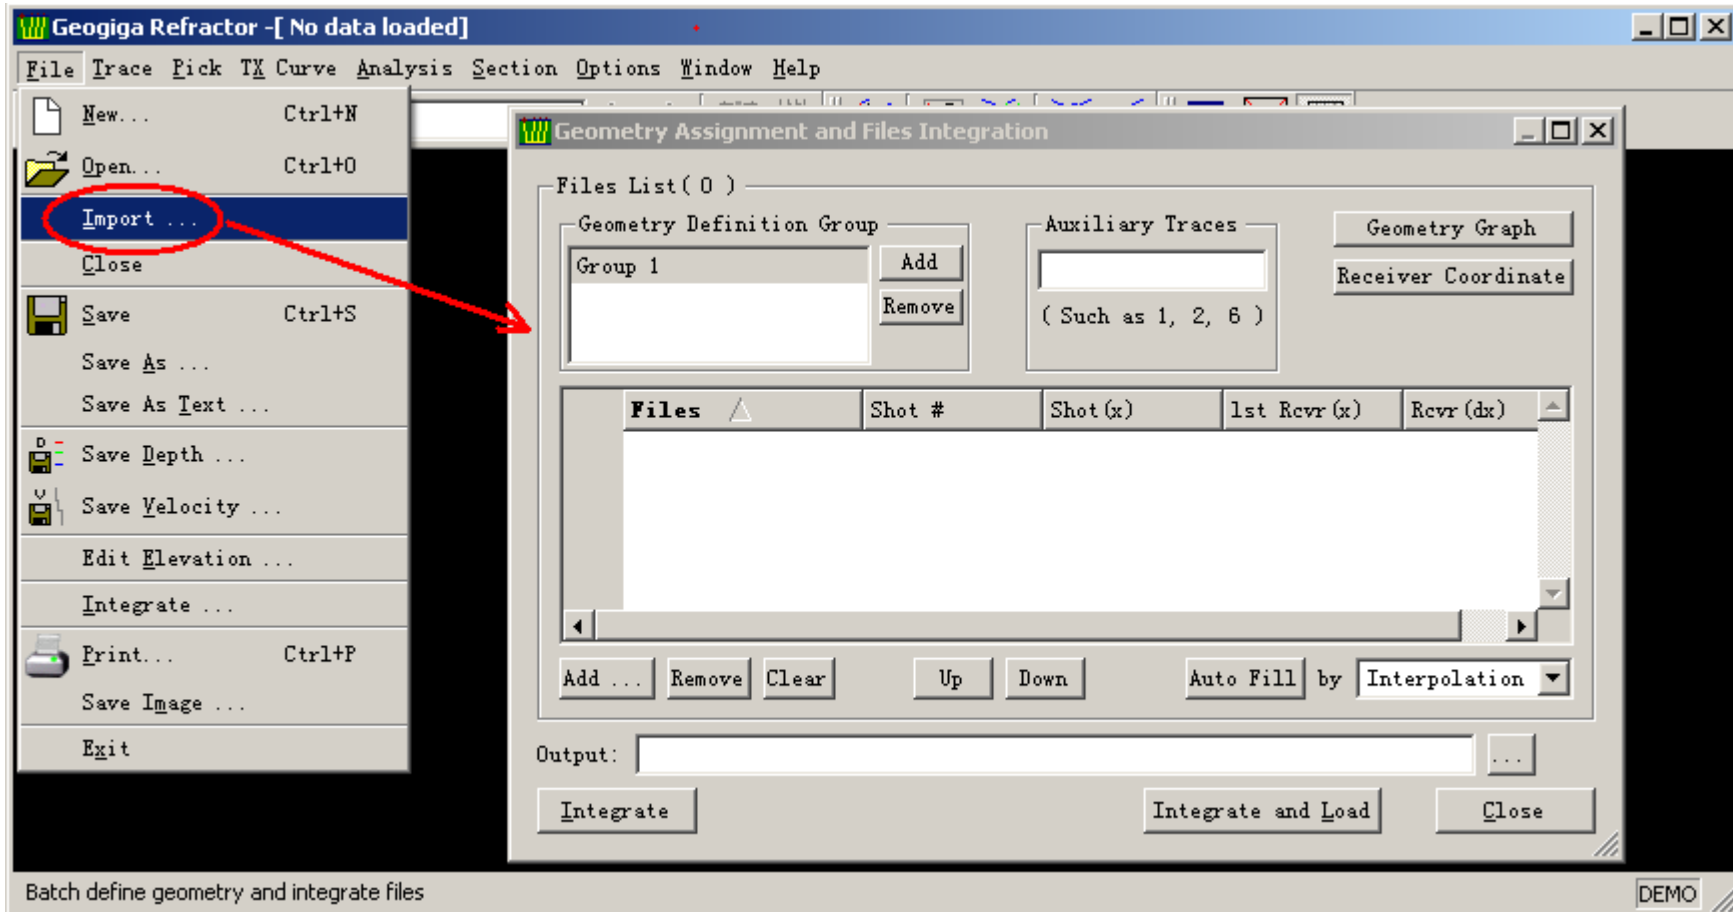 Geogiga Refractor -[ No data loaded]
File Trace Pick TX Curve Analysis Section Options Window Help
New... Ctrl+N
Open... Ctrl+O
Import ...
Close
Save Ctrl+S
Save As ...
Save As Text ...
Save Depth ...
Save Velocity ...
Edit Elevation ...
Integrate ...
Print... Ctrl+P
Save Image ...
Exit
Geometry Assignment and Files Integration
Files List( 0 )
Geometry Definition Group
Group 1
Add
Remove
Auxiliary Traces
( Such as 1, 2, 6 )
Geometry Graph
Receiver Coordinate
Files Shot # Shot(x) 1st Rcvr(x) Rcvr(dx)
Add ... Remove Clear Up Down Auto Fill by Interpolation
Output: ...
Integrate Integrate and Load Close
Batch define geometry and integrate files DEMO